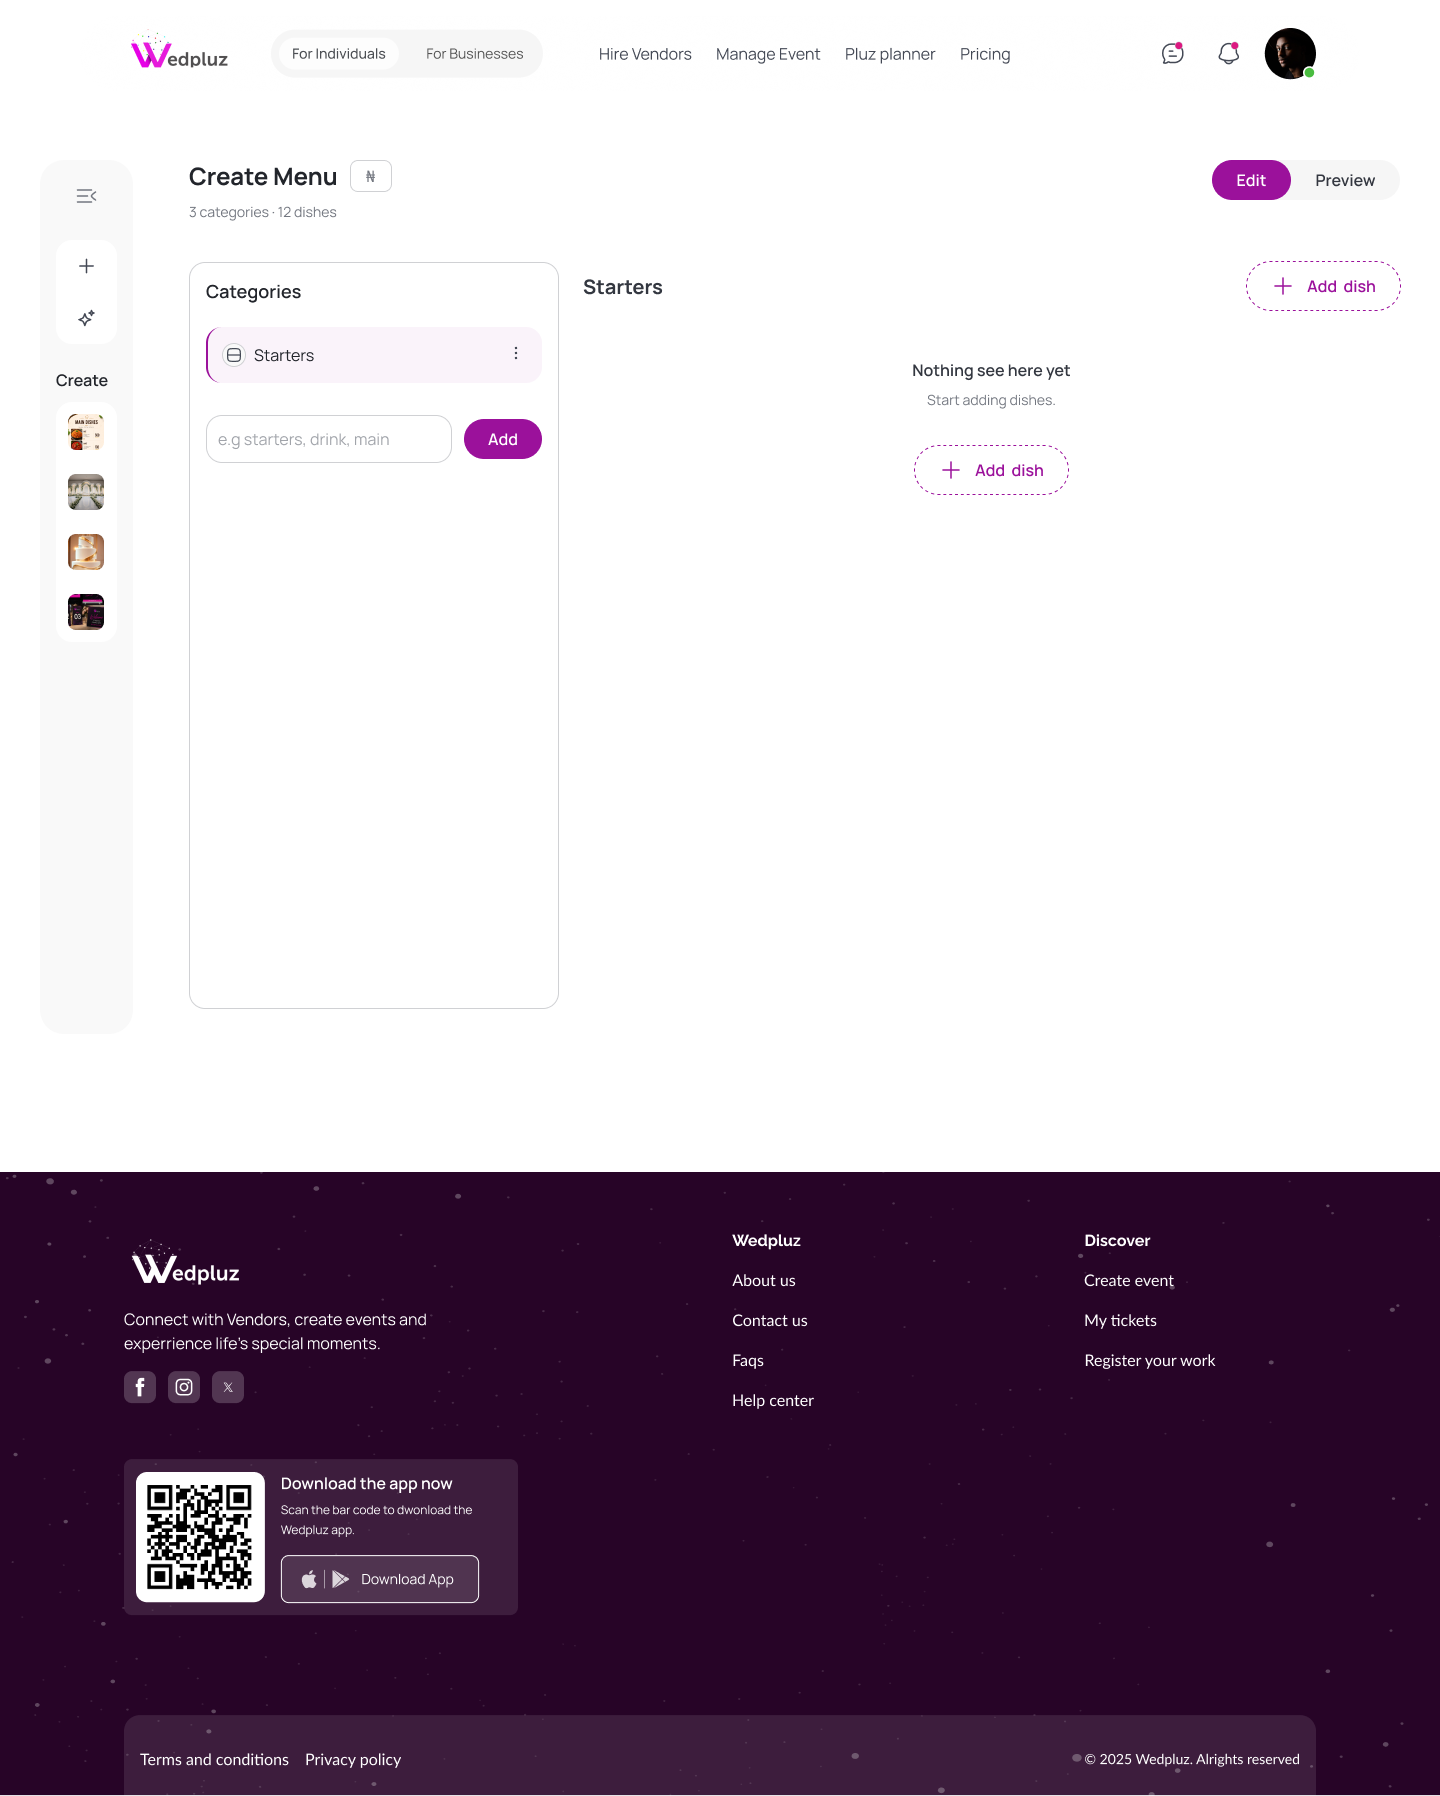 Wedpluz
For Individuals
For Businesses
Hire Vendors
Manage Event
Pluz planner
Pricing
Create Menu
₦
3 categories · 12 dishes
Edit
Preview
Create
MAIN DISHES
03
Categories
Starters
e.g starters, drink, main
Add
Starters
Add dish
Nothing see here yet
Start adding dishes.
Add dish
Wedpluz
Connect with Vendors, create events and
experience life's special moments.
f
𝕏
Download the app now
Scan the bar code to dwonload the
Wedpluz app.
Download App
Wedpluz
About us
Contact us
Faqs
Help center
Discover
Create event
My tickets
Register your work
Terms and conditions
Privacy policy
© 2025 Wedpluz. Alrights reserved